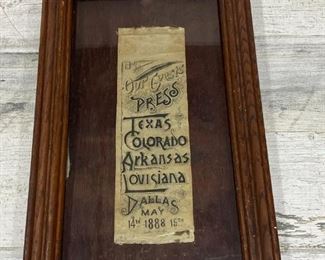 Our Guests
PRESS
TEXAS
COLORADO
ARKANSAS
LOUISIANA
DALLAS
MAY
14TH 1888 15TH